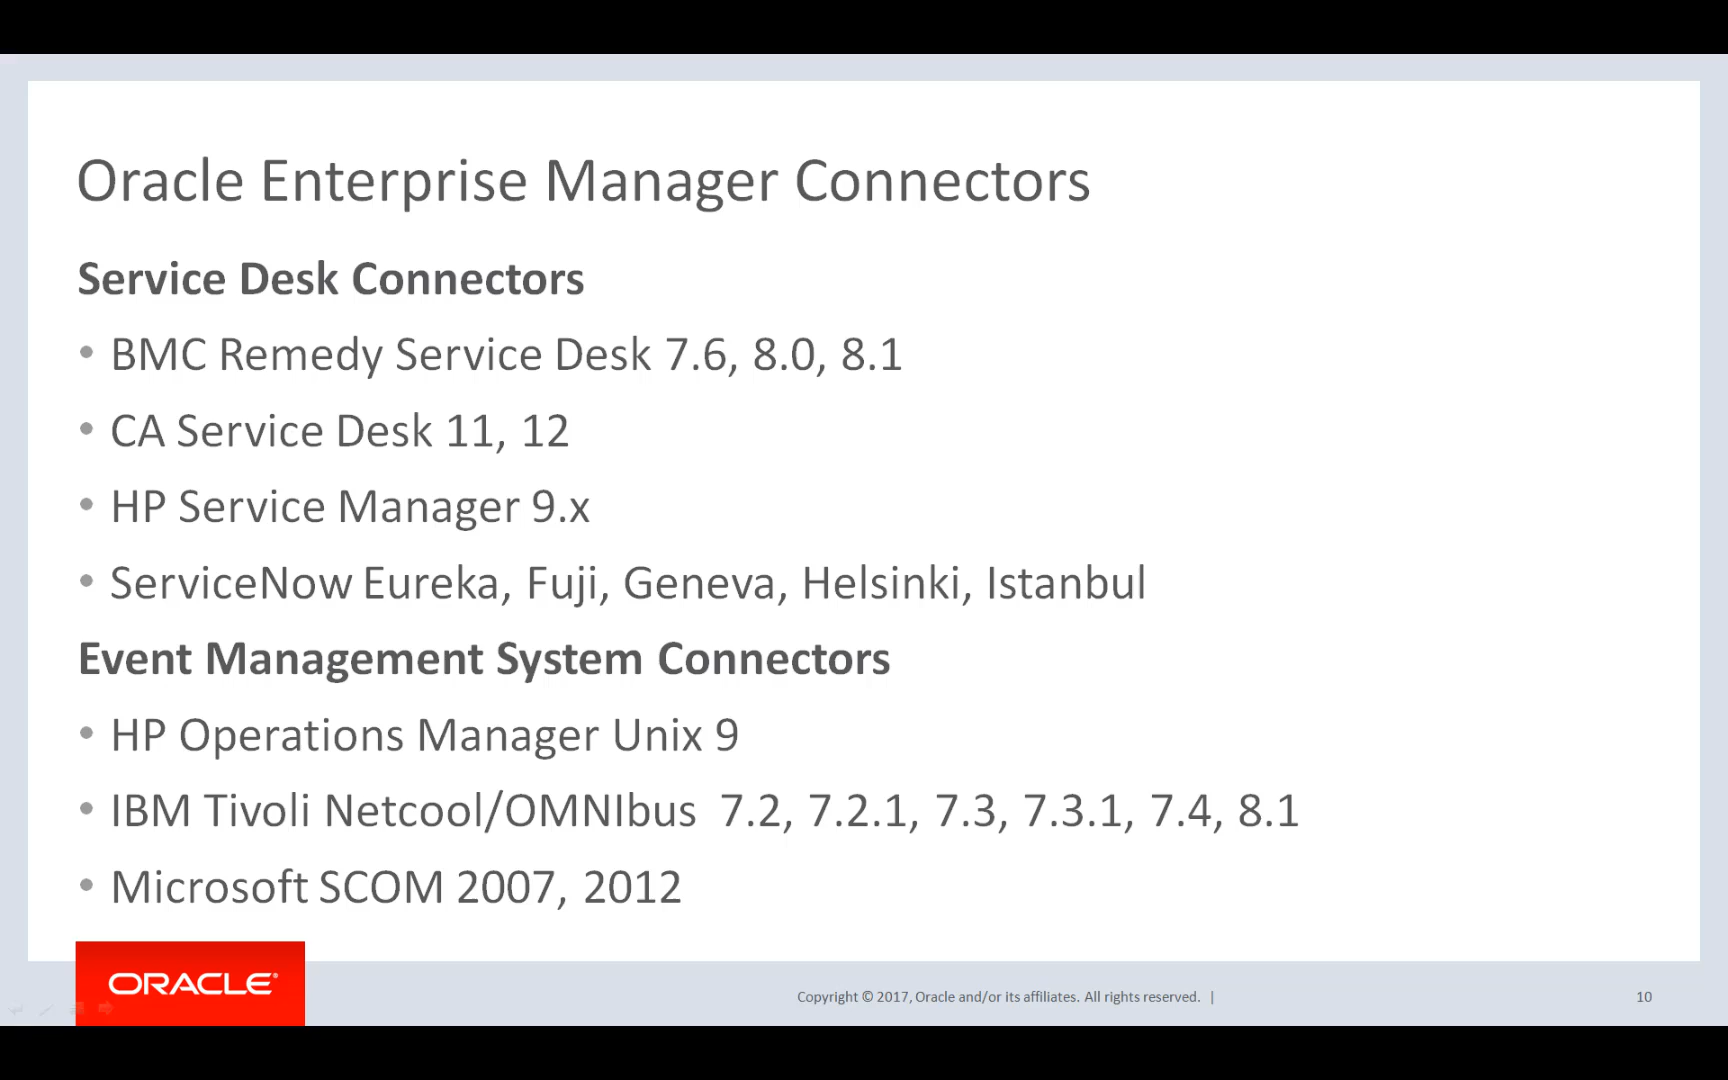 Oracle Enterprise Manager Connectors
Service Desk Connectors
• BMC Remedy Service Desk 7.6, 8.0, 8.1
• CA Service Desk 11, 12
• HP Service Manager 9.x
• ServiceNow Eureka, Fuji, Geneva, Helsinki, Istanbul
Event Management System Connectors
• HP Operations Manager Unix 9
• IBM Tivoli Netcool/OMNIbus 7.2, 7.2.1, 7.3, 7.3.1, 7.4, 8.1
• Microsoft SCOM 2007, 2012
ORACLE®
Copyright © 2017, Oracle and/or its affiliates. All rights reserved. |
10